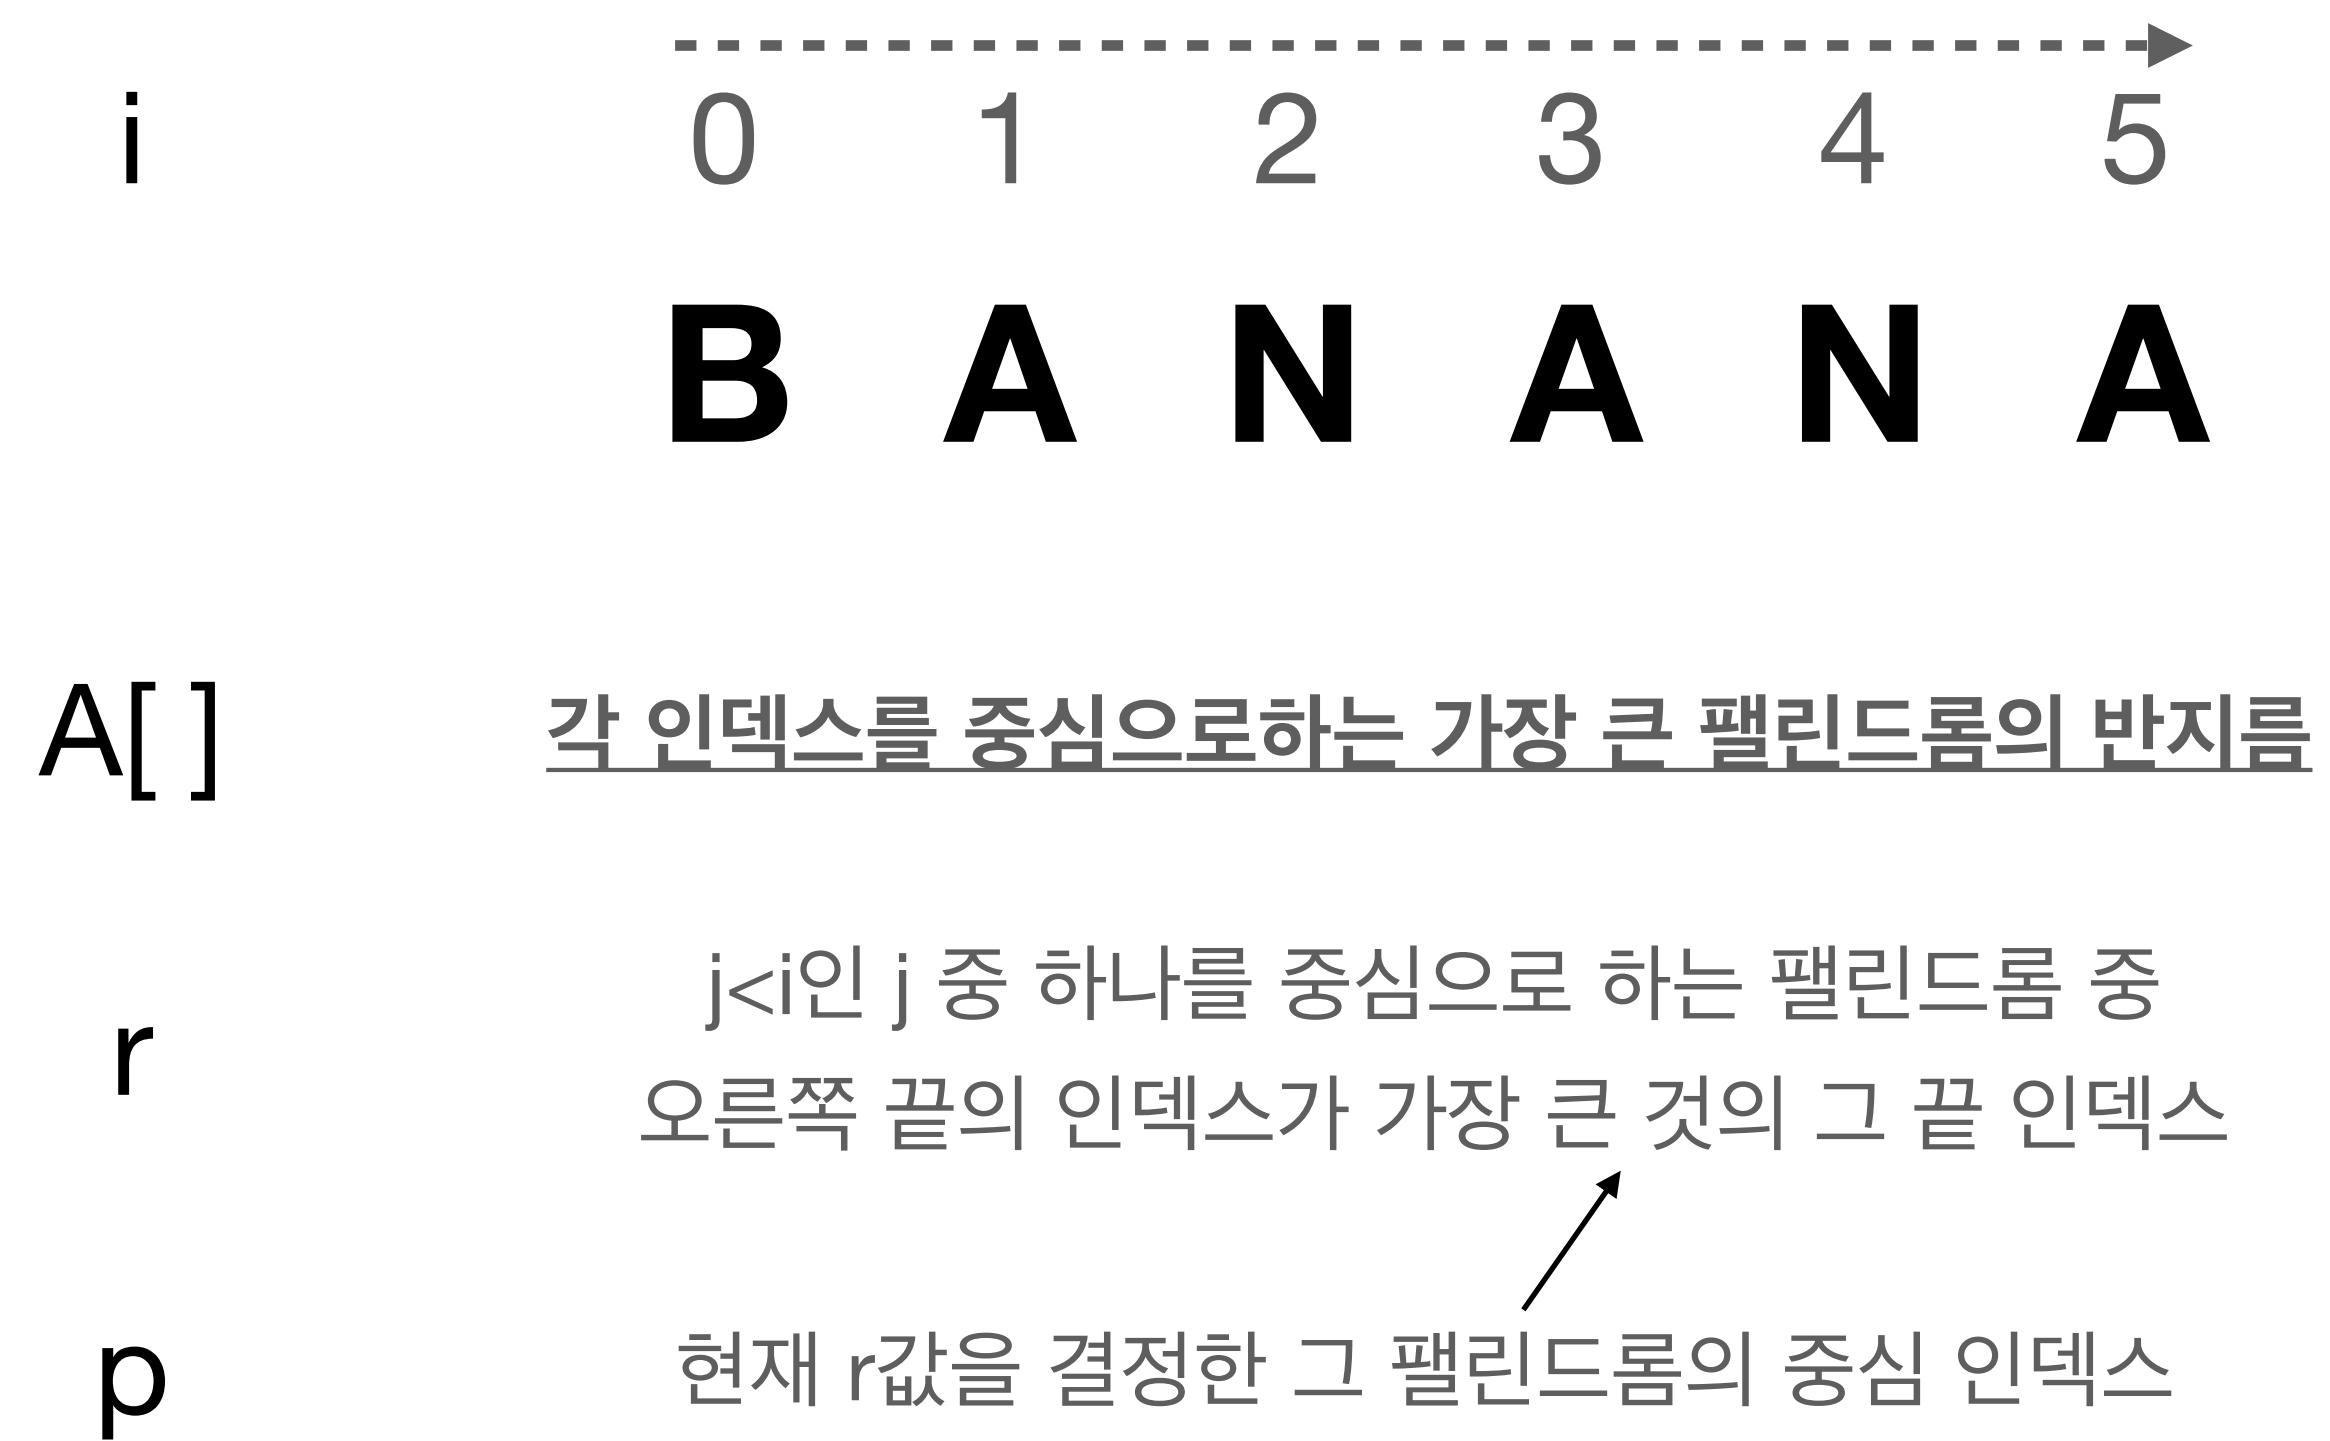 i 0 1 2 3 4 5
B A N A N A
A[ ] 각 인덱스를 중심으로하는 가장 큰 팰린드롬의 반지름
j<i인 j 중 하나를 중심으로 하는 팰린드롬 중
r 오른쪽 끝의 인덱스가 가장 큰 것의 그 끝 인덱스
p 현재 r값을 결정한 그 팰린드롬의 중심 인덱스